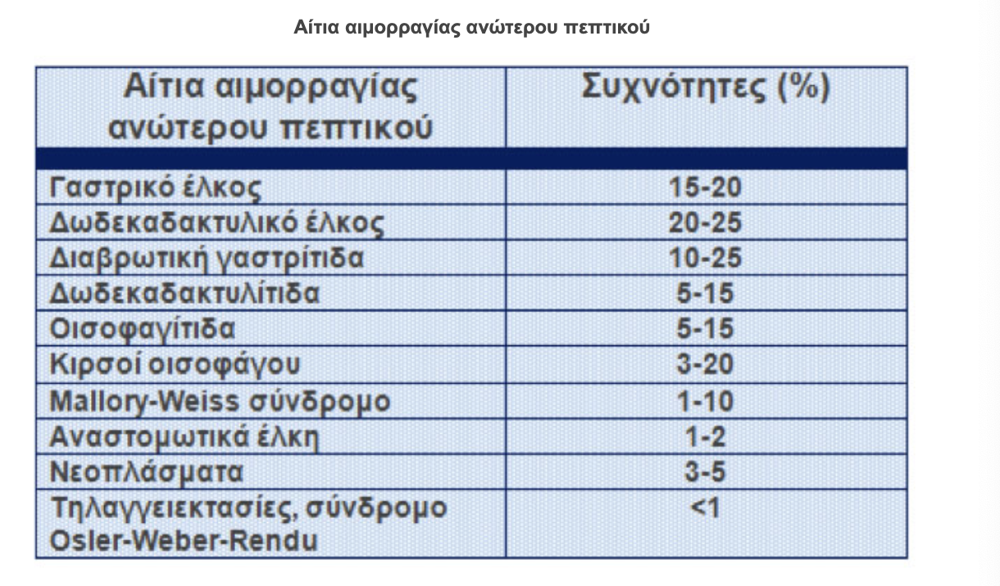 Αίτια αιμορραγίας ανώτερου πεπτικού
Αίτια αιμορραγίας
ανώτερου πεπτικού
Συχνότητες (%)
Γαστρικό έλκος 15-20
Δωδεκαδακτυλικό έλκος 20-25
Διαβρωτική γαστρίτιδα 10-25
Δωδεκαδακτυλίτιδα 5-15
Οισοφαγίτιδα 5-15
Κιρσοί οισοφάγου 3-20
Mallory-Weiss σύνδρομο 1-10
Αναστομωτικά έλκη 1-2
Νεοπλάσματα 3-5
Τηλαγγειεκτασίες, σύνδρομο <1
Osler-Weber-Rendu